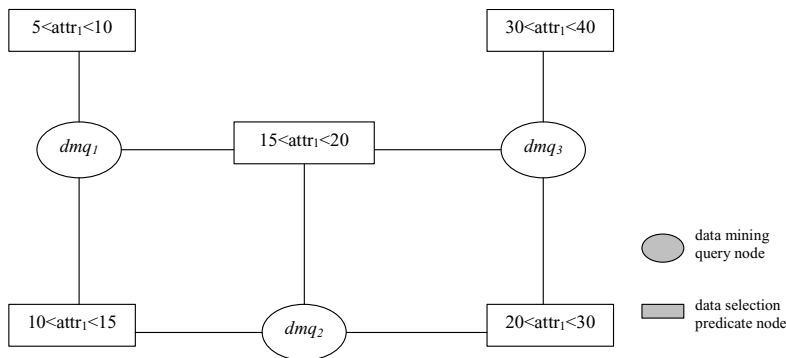 5<attr₁<10
30<attr₁<40
dmq₁
15<attr₁<20
dmq₃
data mining
query node
10<attr₁<15
dmq₂
20<attr₁<30
data selection
predicate node